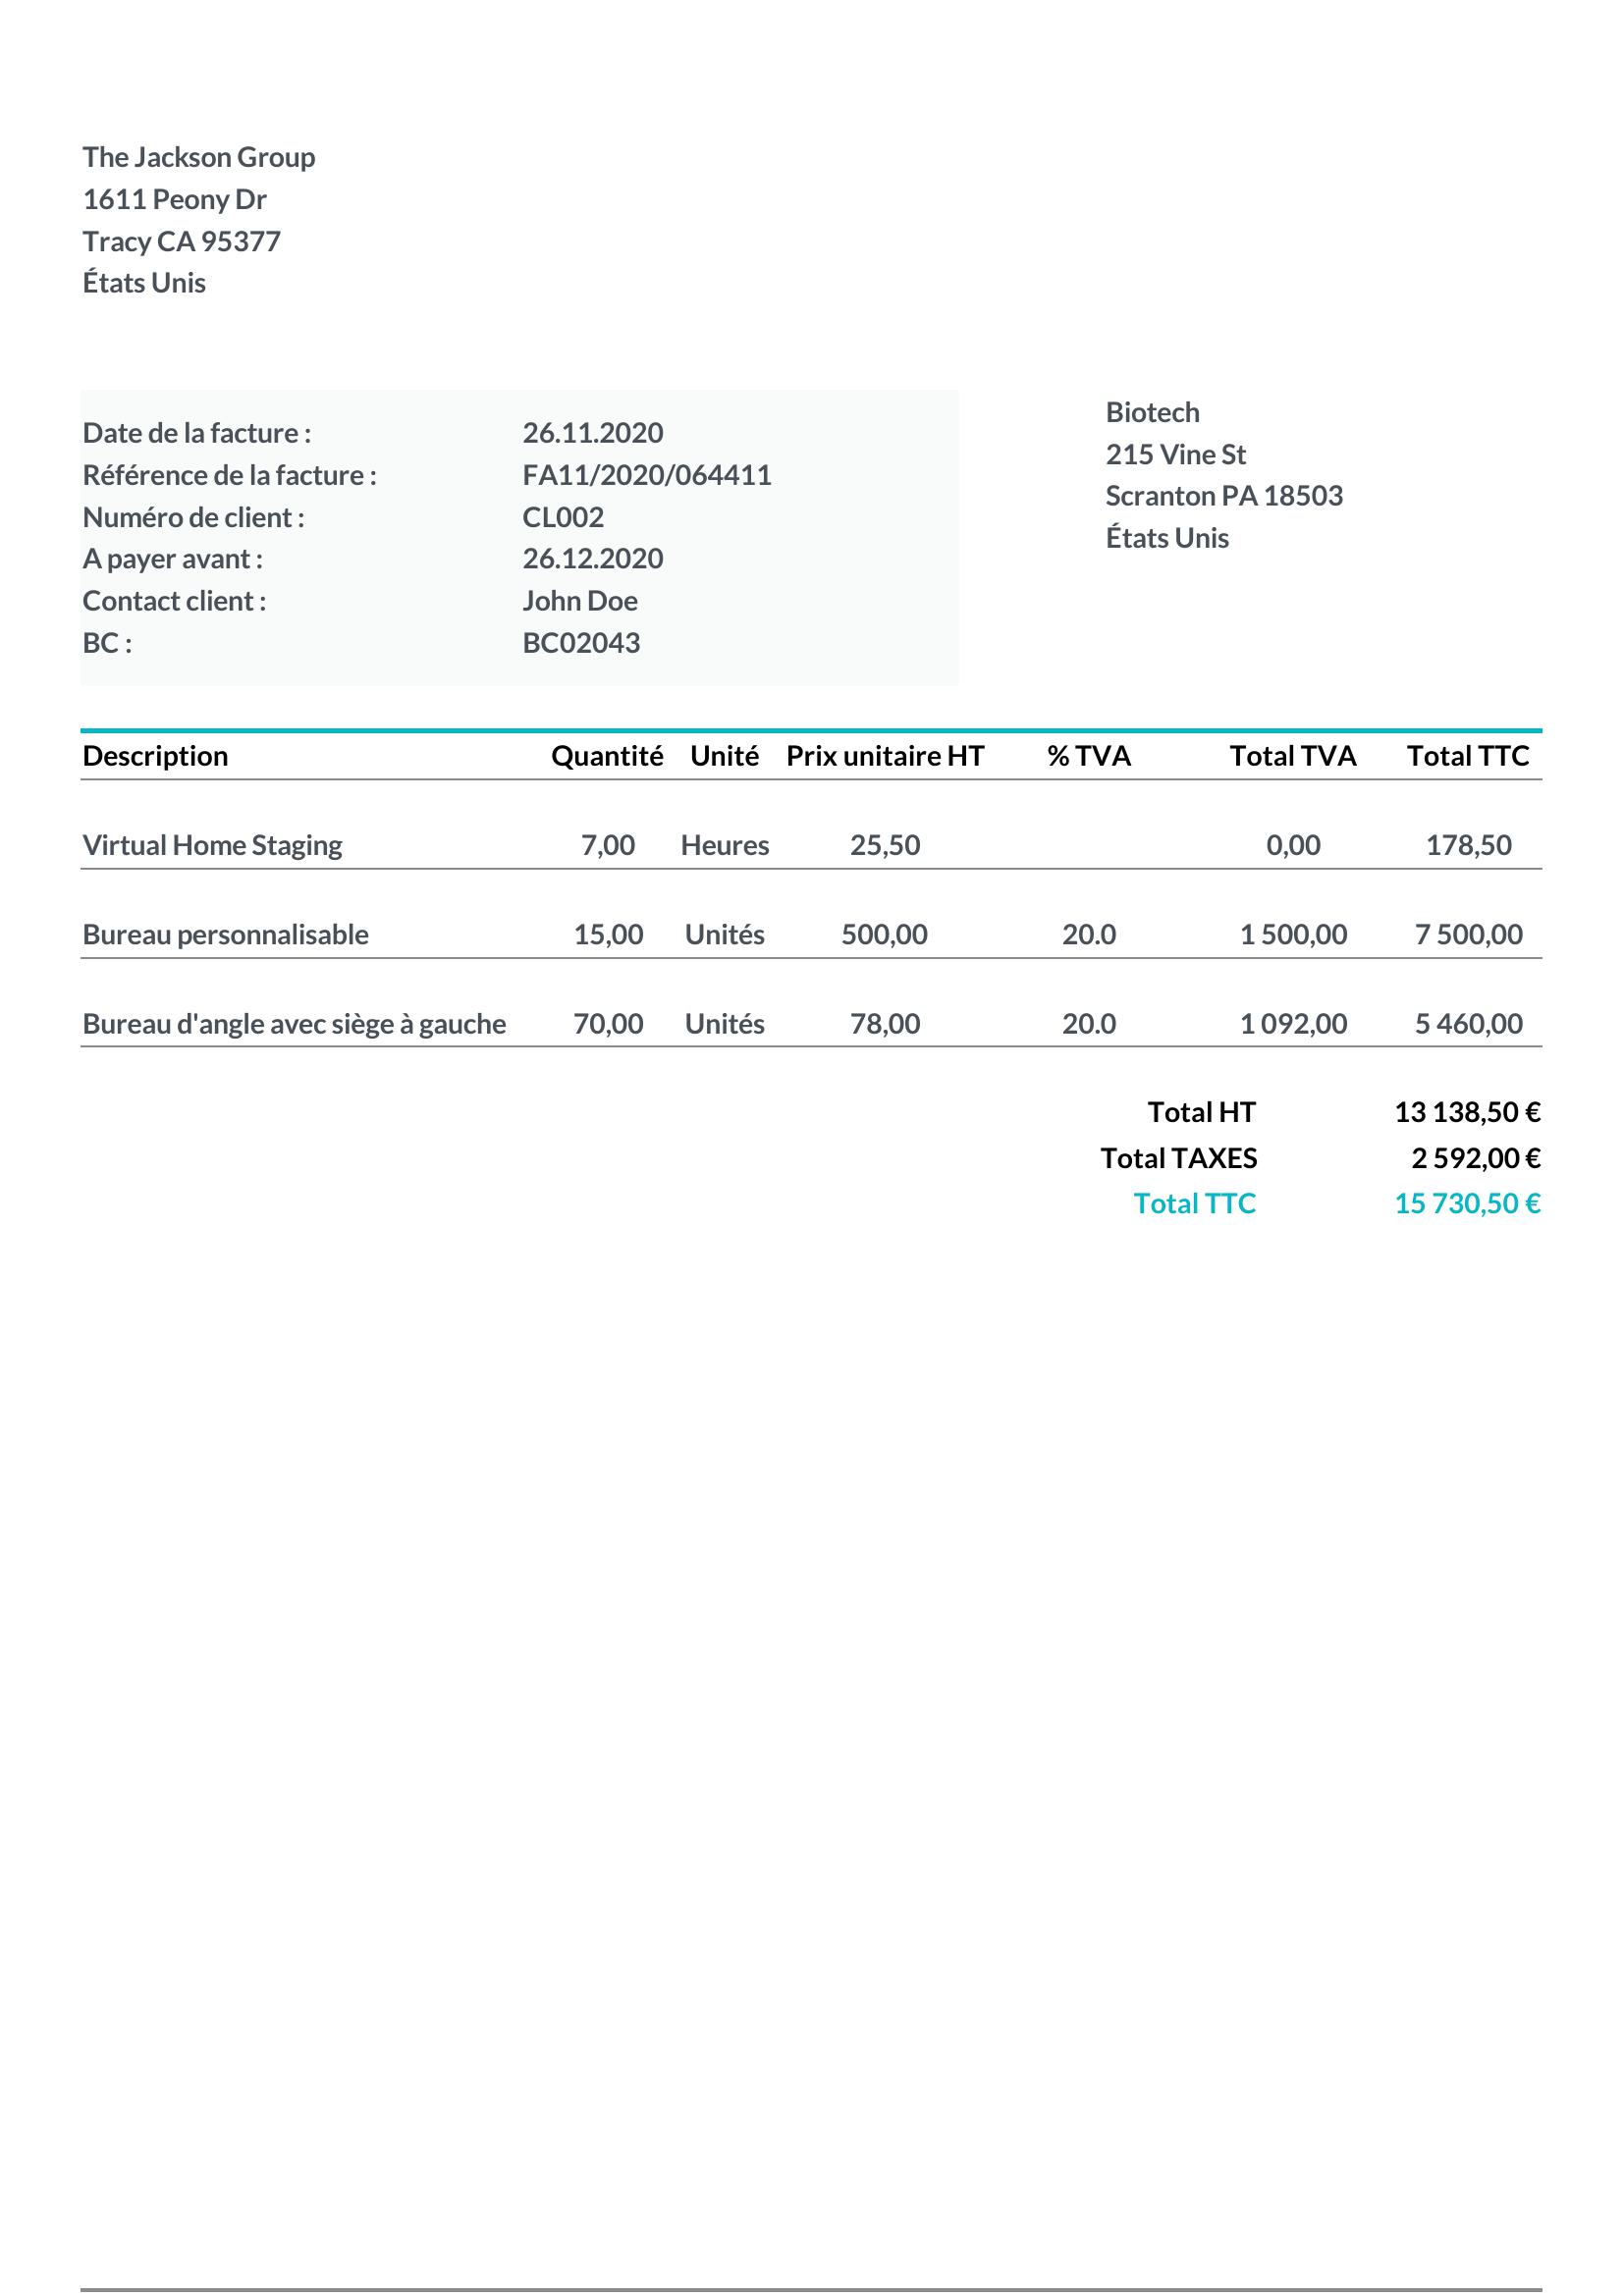 The Jackson Group
1611 Peony Dr
Tracy CA 95377
États Unis
Date de la facture : 26.11.2020
Référence de la facture : FA11/2020/064411
Numéro de client : CL002
A payer avant : 26.12.2020
Contact client : John Doe
BC : BC02043
Biotech
215 Vine St
Scranton PA 18503
États Unis
Description Quantité Unité Prix unitaire HT % TVA Total TVA Total TTC
Virtual Home Staging 7,00 Heures 25,50 0,00 178,50
Bureau personnalisable 15,00 Unités 500,00 20.0 1 500,00 7 500,00
Bureau d'angle avec siège à gauche 70,00 Unités 78,00 20.0 1 092,00 5 460,00
Total HT 13 138,50 €
Total TAXES 2 592,00 €
Total TTC 15 730,50 €